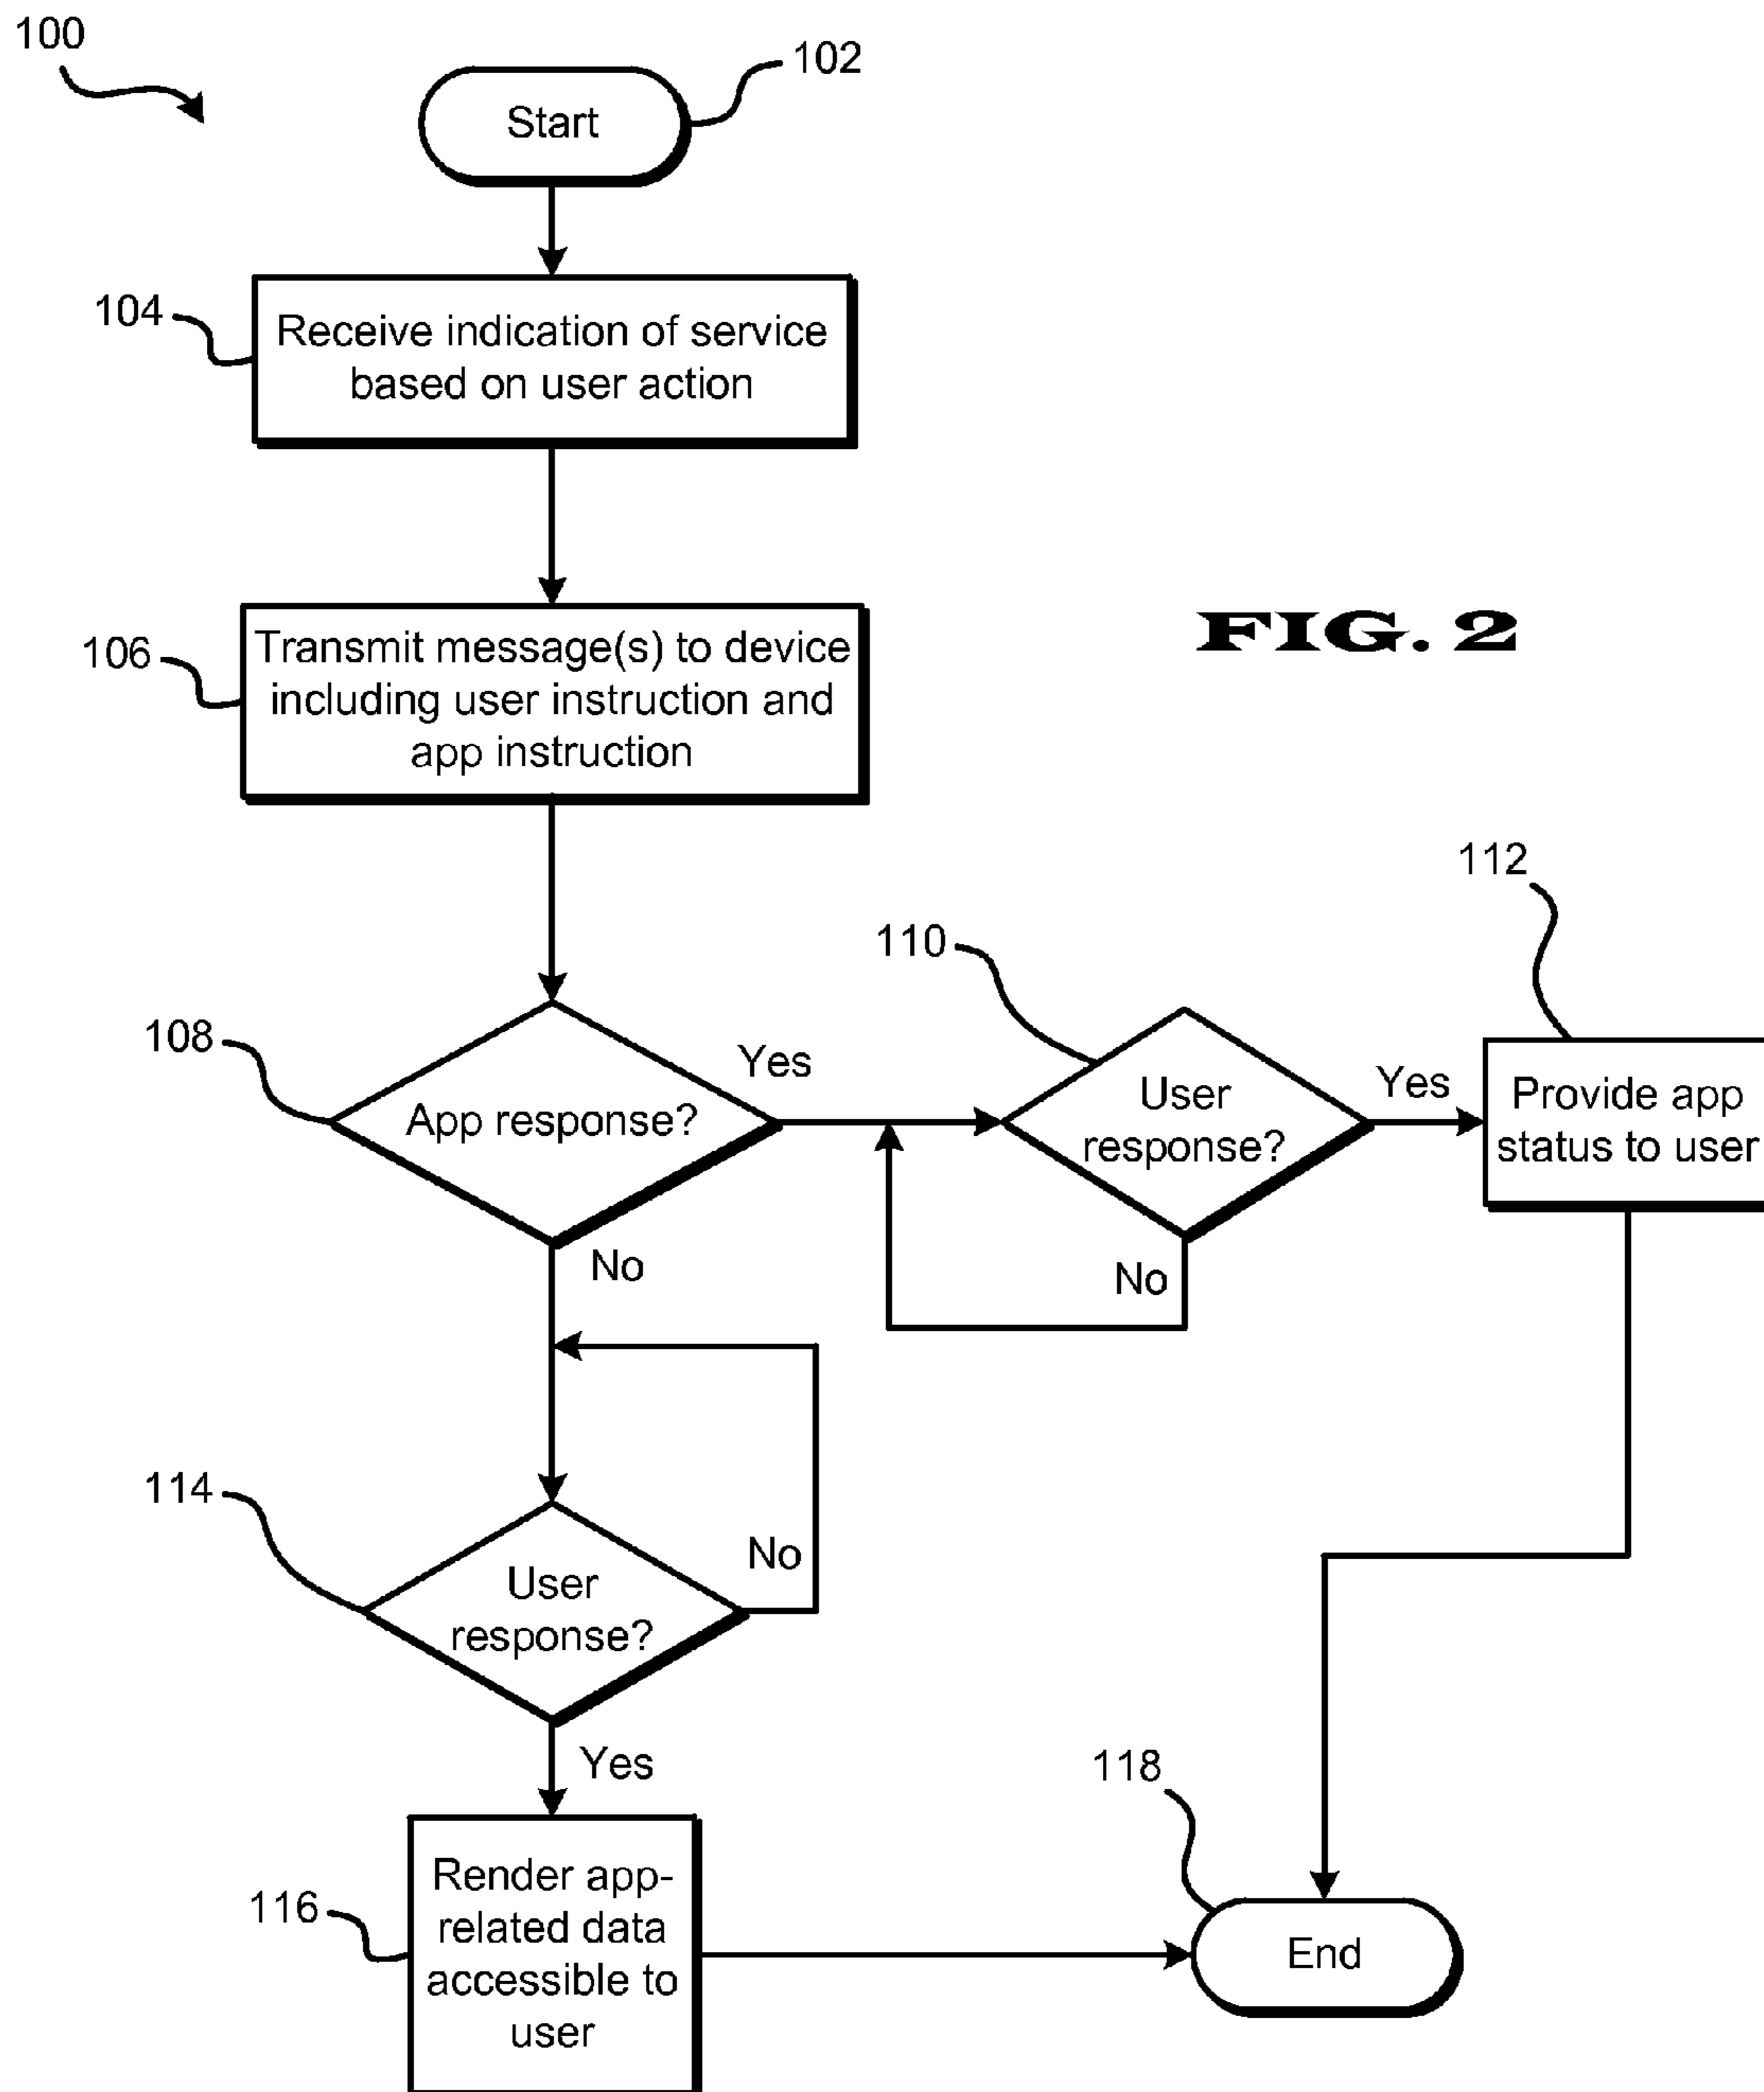 100
102
Start
104
Receive indication of service
based on user action
106
Transmit message(s) to device
including user instruction and
app instruction
FIG. 2
108
App response?
Yes
No
110
User
response?
Yes
No
112
Provide app
status to user
114
User
response?
No
Yes
116
Render app-
related data
accessible to
user
118
End